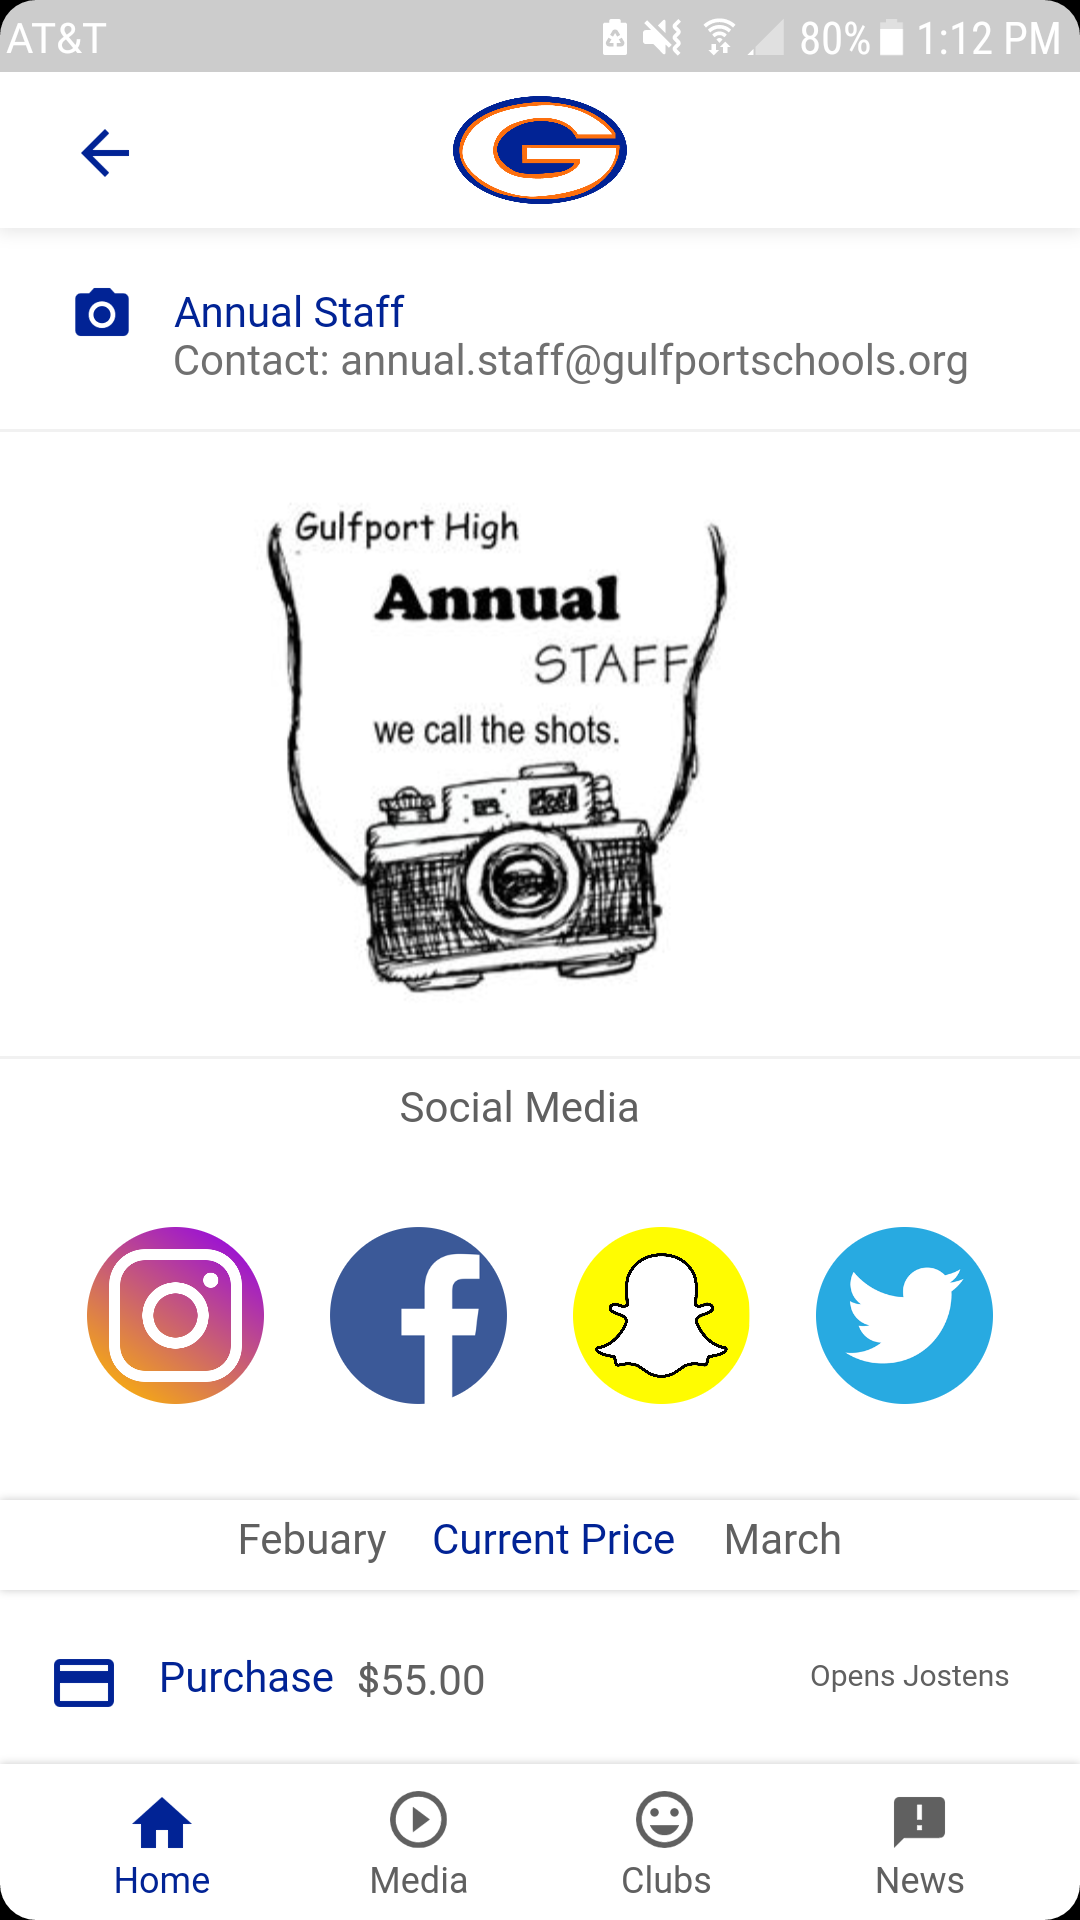 AT&T 80% 1:12 PM
G
Annual Staff
Contact: annual.staff@gulfportschools.org
Gulfport High
Annual
STAFF
we call the shots.
Social Media
Febuary Current Price March
Purchase $55.00 Opens Jostens
Home Media Clubs News